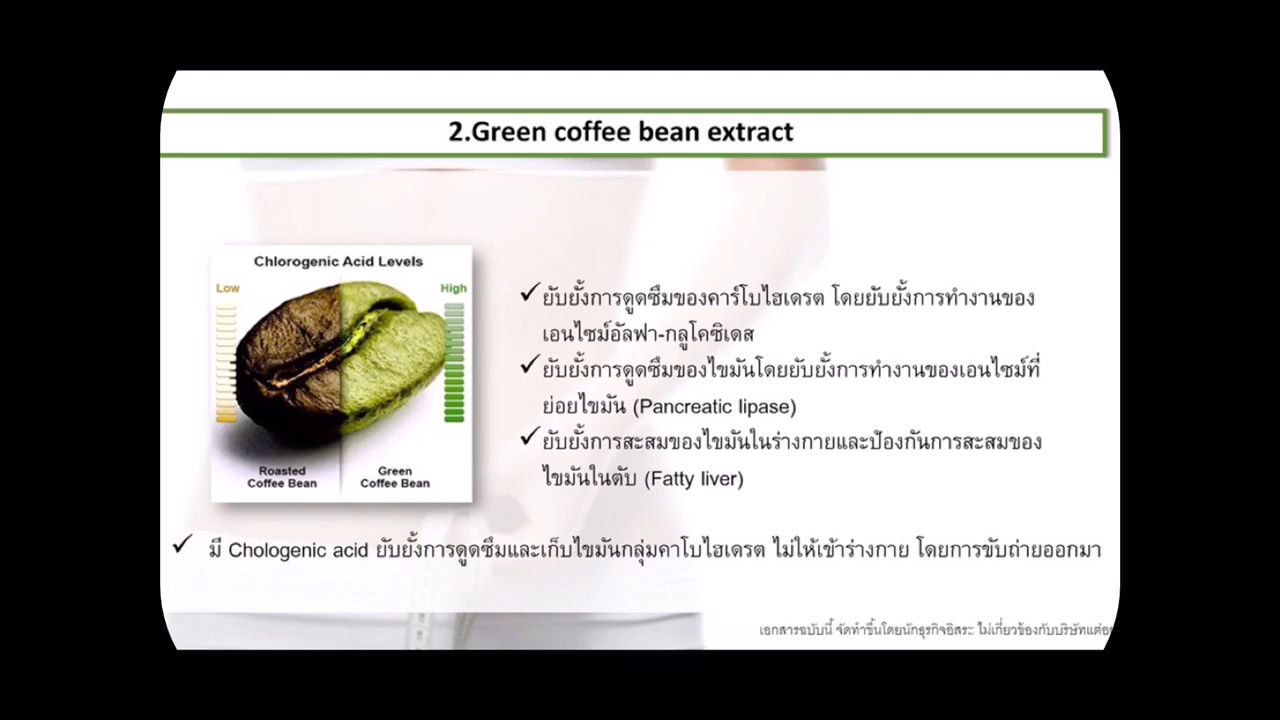 2.Green coffee bean extract
Chlorogenic Acid Levels
Low
High
Roasted
Coffee Bean
Green
Coffee Bean
✓ยับยั้งการดูดซึมของคาร์โบไฮเดรต โดยยับยั้งการทำงานของ
เอนไซม์อัลฟา-กลูโคซิเดส
✓ยับยั้งการดูดซึมของไขมันโดยยับยั้งการทำงานของเอนไซม์ที่
ย่อยไขมัน (Pancreatic lipase)
✓ยับยั้งการสะสมของไขมันในร่างกายและป้องกันการสะสมของ
ไขมันในตับ (Fatty liver)
✓ มี Chologenic acid ยับยั้งการดูดซึมและเก็บไขมันกลุ่มคาโบไฮเดรต ไม่ให้เข้าร่างกาย โดยการขับถ่ายออกมา
เอกสารฉบับนี้ จัดทำขึ้นโดยนักธุรกิจอิสระ ไม่เกี่ยวข้องกับบริษัทแต่อ